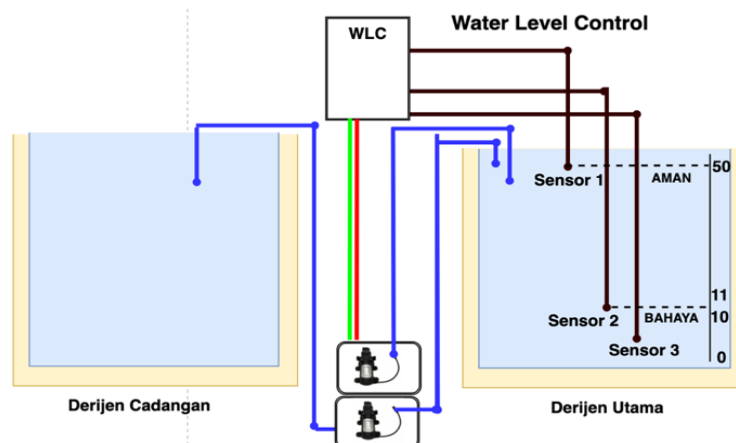 WLC
Water Level Control
Sensor 1
AMAN
50
Sensor 2
BAHAYA
11
10
Sensor 3
0
Derijen Cadangan
Derijen Utama